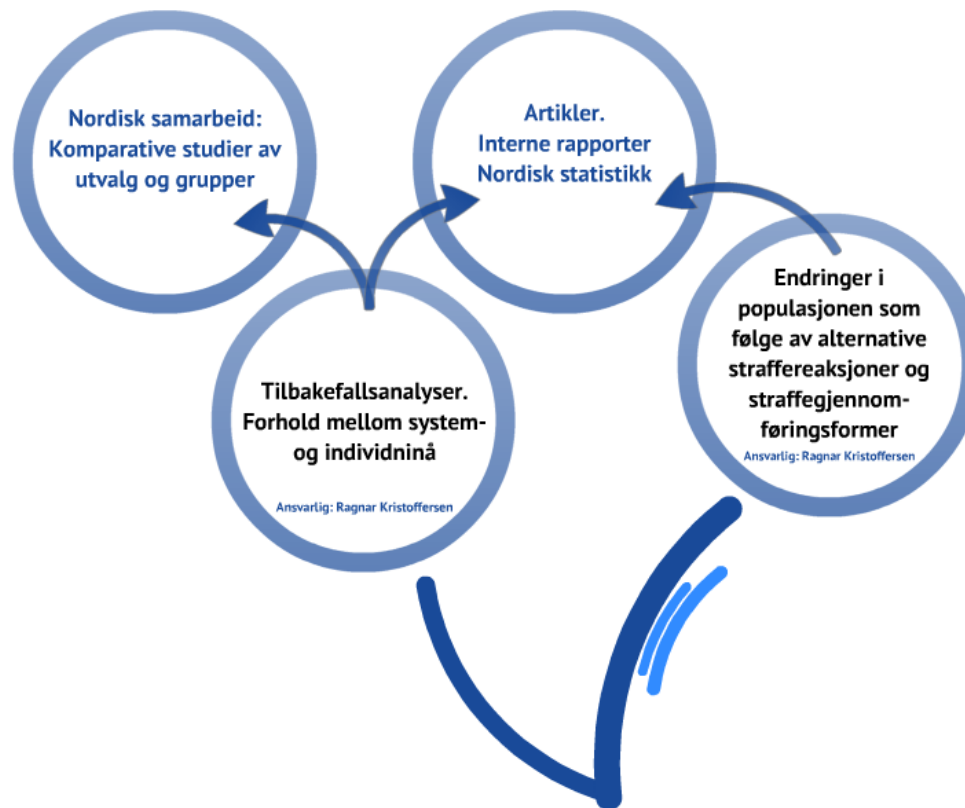 Nordisk samarbeid:
Komparative studier av
utvalg og grupper
Artikler.
Interne rapporter
Nordisk statistikk
Tilbakefallsanalyser.
Forhold mellom system-
og individninå
Ansvarlig: Ragnar Kristoffersen
Endringer i
populasjonen som
følge av alternative
straffereaksjoner og
straffegjennom-
føringsformer
Ansvarlig: Ragnar Kristoffersen